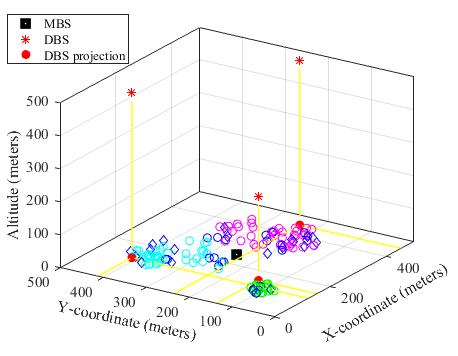 MBS
DBS
DBS projection
500
400
300
200
100
0
Altitude (meters)
500
400
300
200
100
0
Y-coordinate (meters)
0
200
400
X-coordinate (meters)